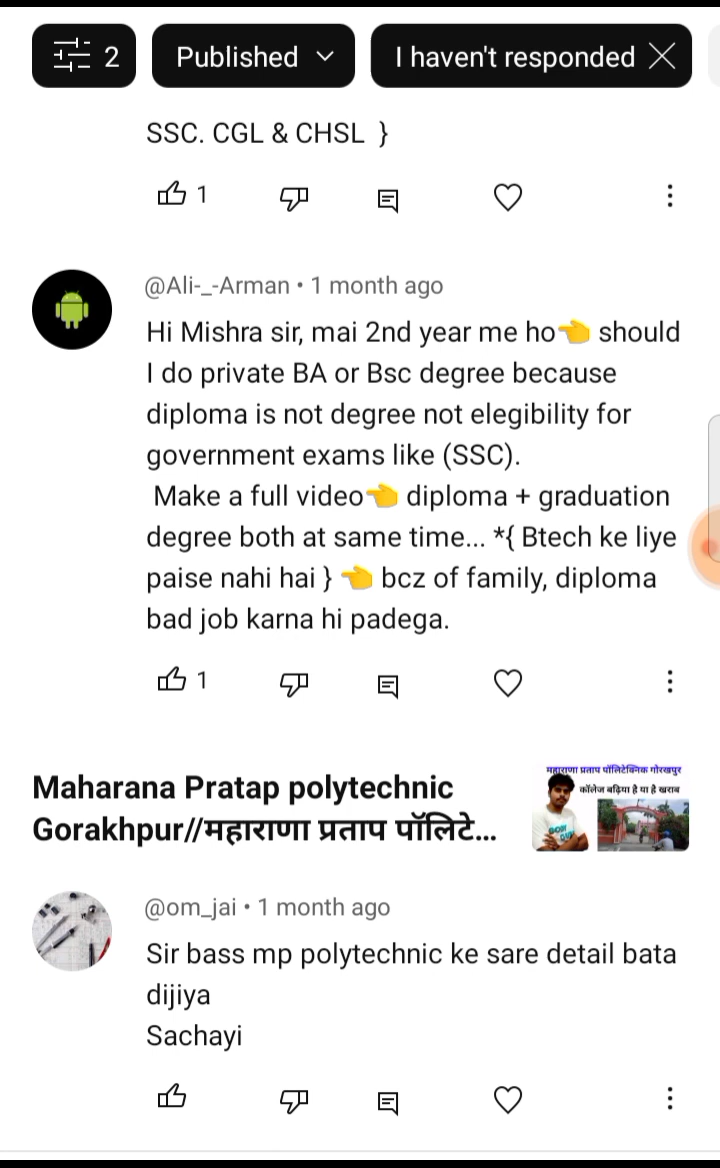 2
Published
I haven't responded
SSC. CGL & CHSL }
1
@Ali-_-Arman • 1 month ago
Hi Mishra sir, mai 2nd year me ho👈 should
I do private BA or Bsc degree because
diploma is not degree not elegibility for
government exams like (SSC).
Make a full video👈 diploma + graduation
degree both at same time... *{ Btech ke liye
paise nahi hai } 👈 bcz of family, diploma
bad job karna hi padega.
1
Maharana Pratap polytechnic
Gorakhpur//महाराणा प्रताप पॉलिटे...
महाराणा प्रताप पॉलिटेक्निक गोरखपुर
कॉलेज बढ़िया है या है खराब
@om_jai • 1 month ago
Sir bass mp polytechnic ke sare detail bata
dijiya
Sachayi